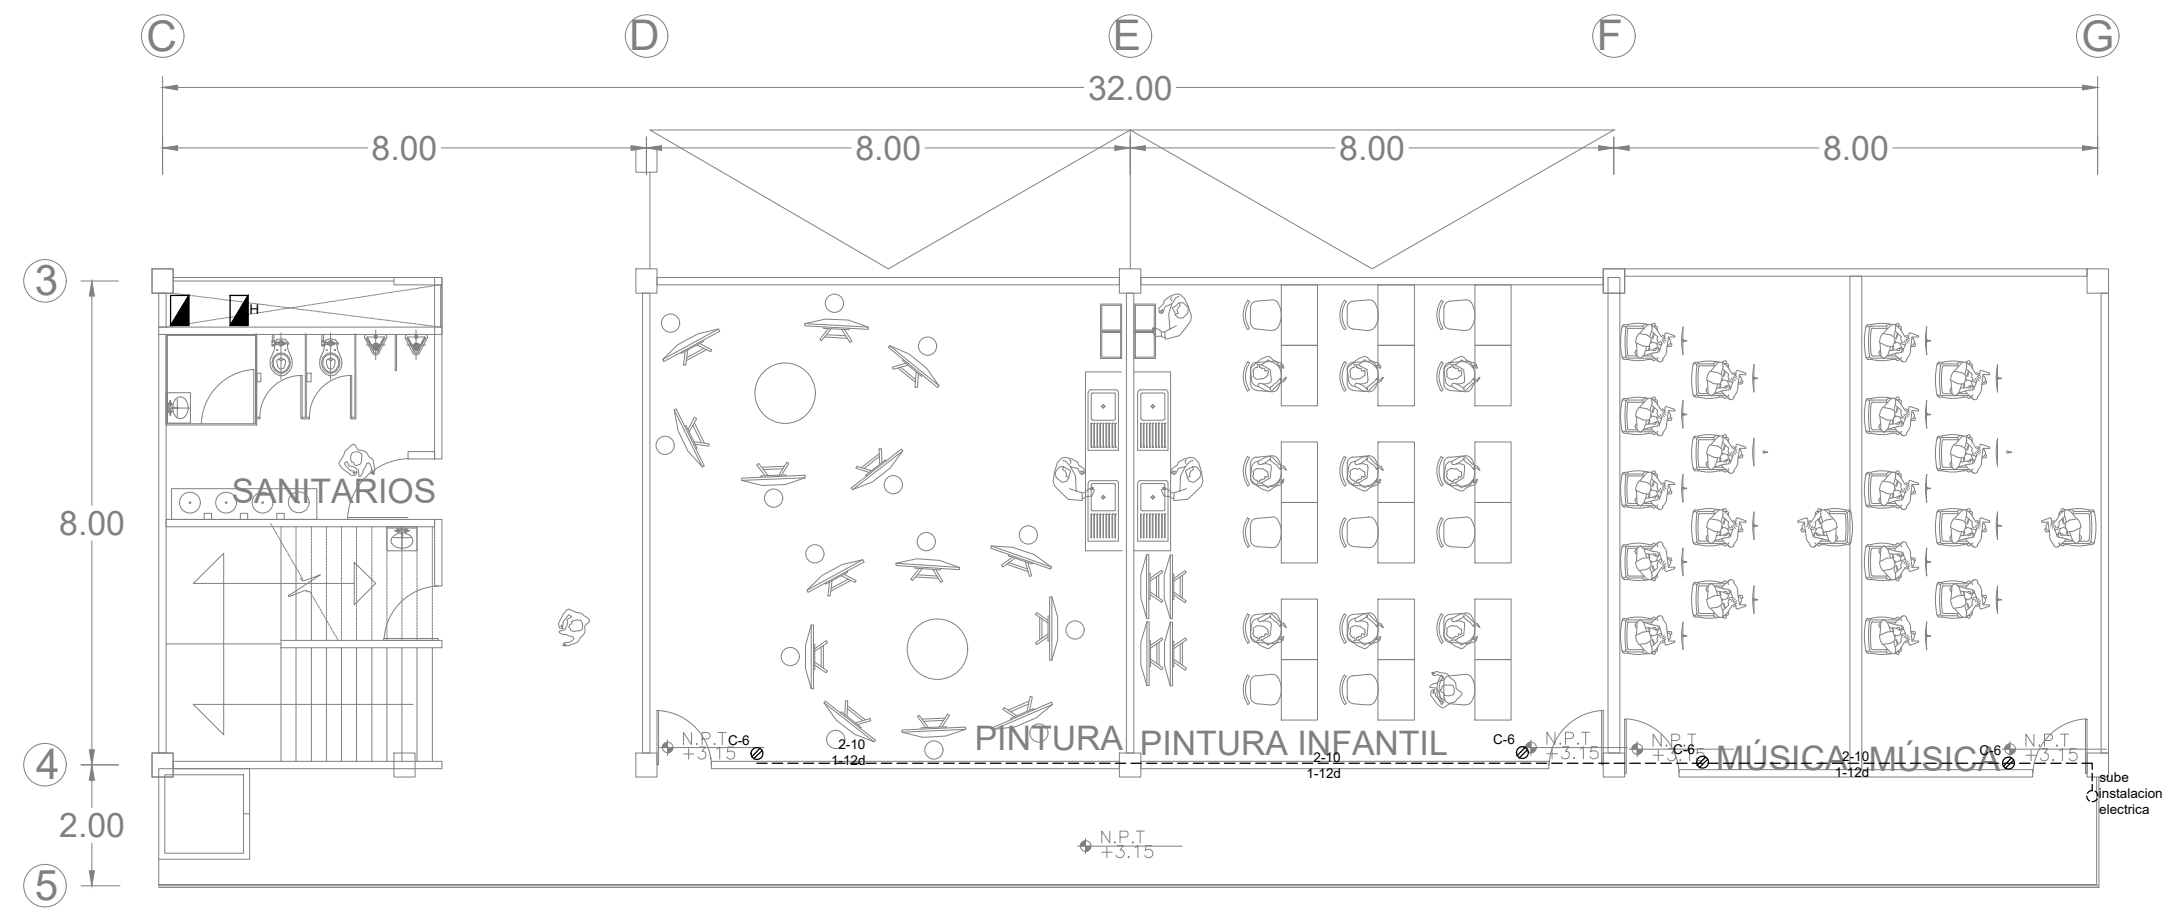 C D E F G
32.00
8.00 8.00 8.00 8.00
3
H
SANITARIOS
8.00
PINTURA
PINTURA INFANTIL
MÚSICA
MÚSICA
N.P.T
+3.15
C-6
2-10
1-12d
C-6
N.P.T
+3.15
2-10
1-12d
N.P.T
+3.15
C-6
2-10
1-12d
C-6
N.P.T
+3.15
4
sube
instalacion
electrica
2.00
N.P.T
+3.15
5